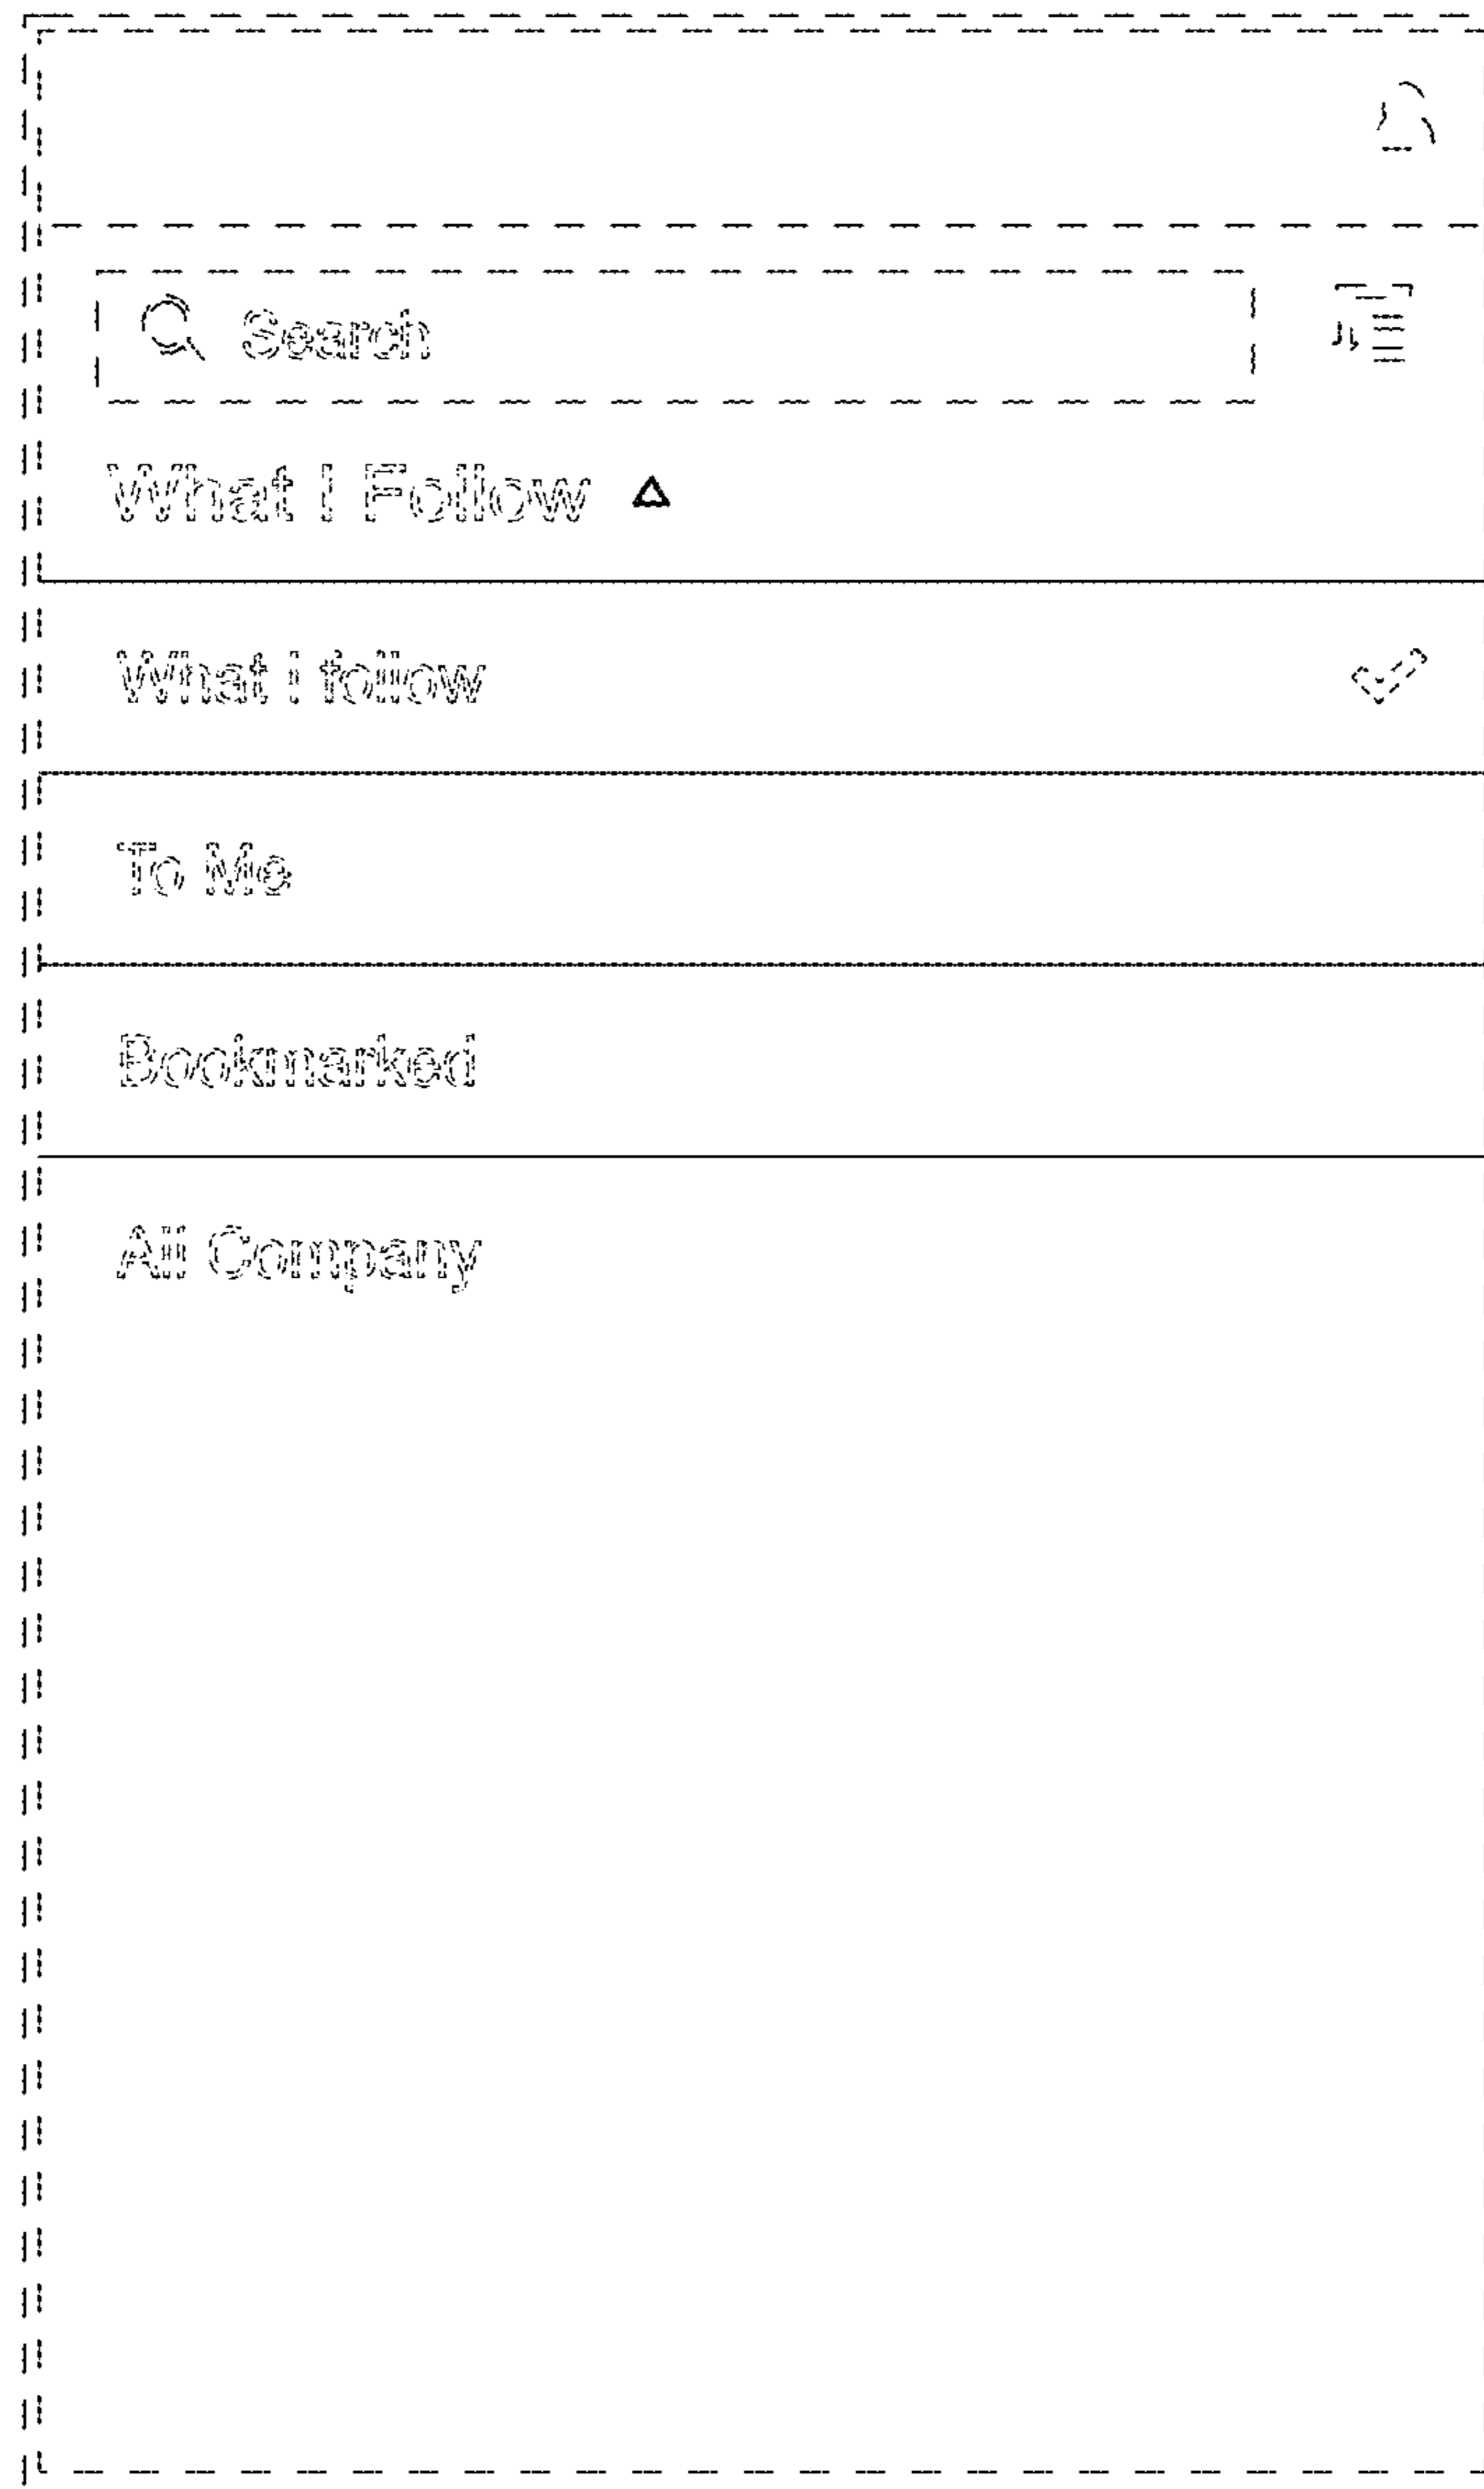 Search
What I Follow
What I follow
To Me
Bookmarked
All Company